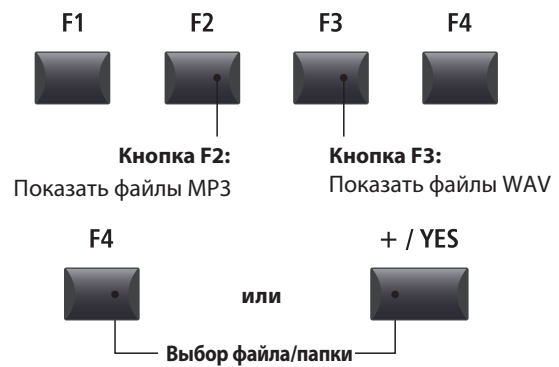 F1 F2 F3 F4
Кнопка F2: Кнопка F3:
Показать файлы MP3 Показать файлы WAV
F4 + / YES
или
Выбор файла/папки